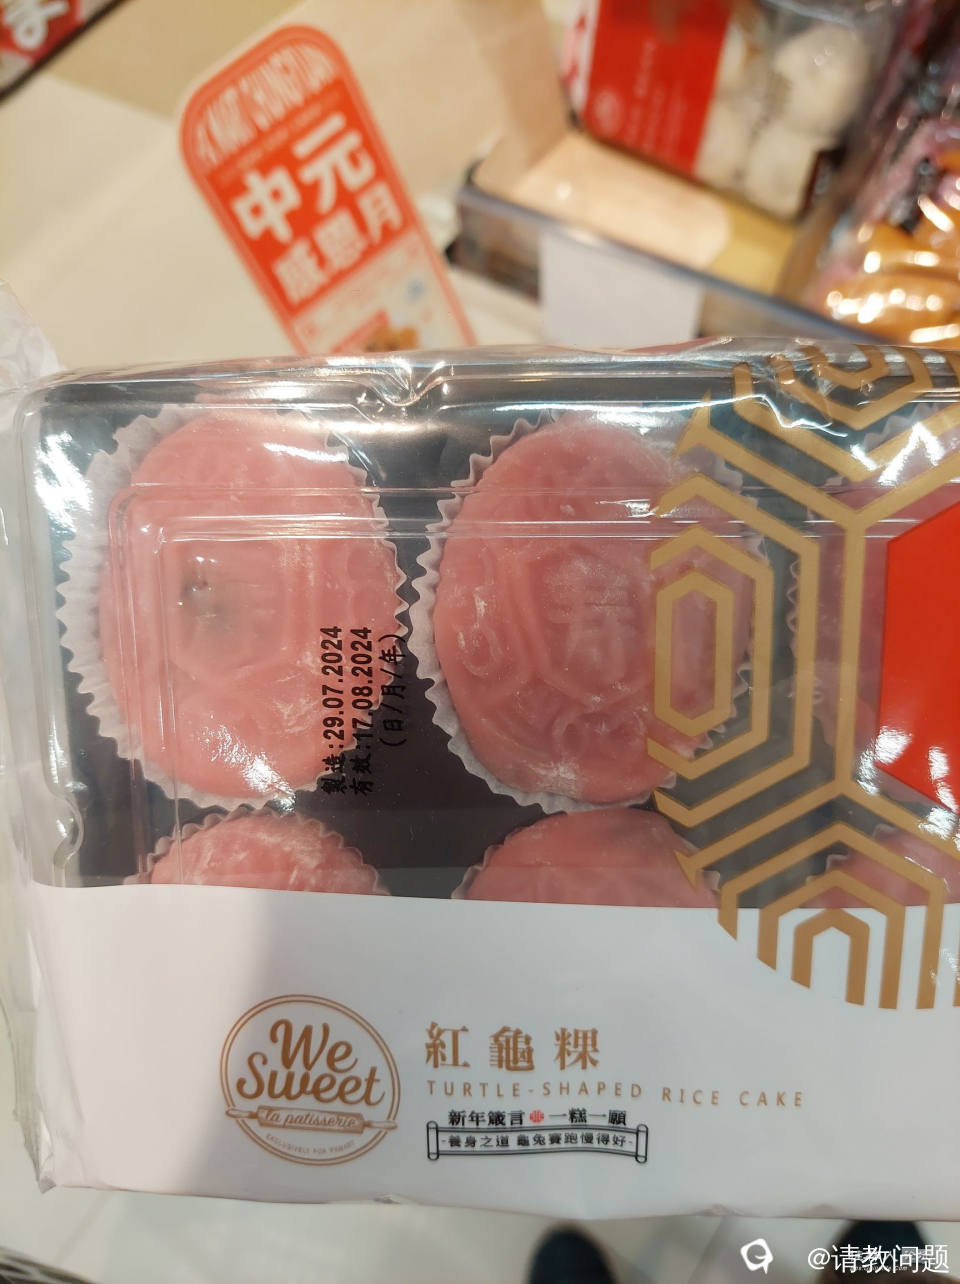 中元
感恩月
壽
製造:29.07.2024
有效:17.08.2024
(日/月/年)
We
Sweet
la patisserie
紅龜粿
TURTLE-SHAPED RICE CAKE
新年箴言 一糕一願
-養身之道 龜兔賽跑慢得好-
@请教问题